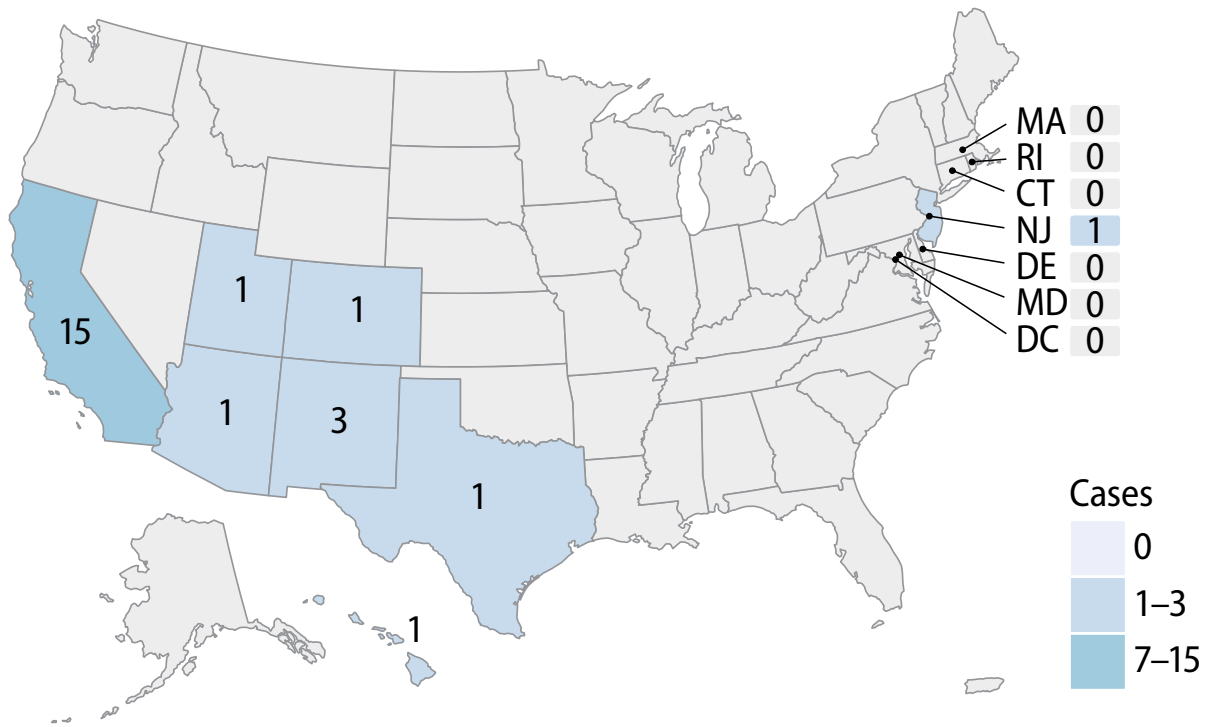 MA 0
RI 0
CT 0
NJ 1
DE 0
MD 0
DC 0
1
1
15
1
3
1
1
Cases
0
1–3
7–15